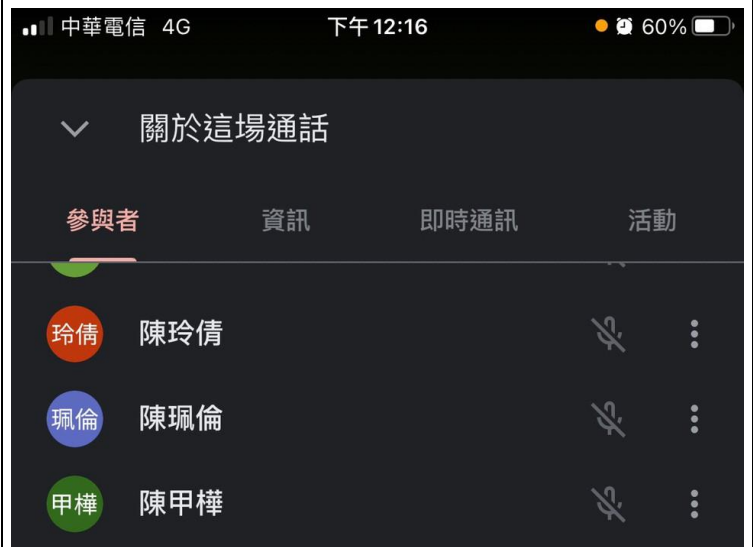 中華電信 4G 下午 12:16 60%
關於這場通話
參與者 資訊 即時通訊 活動
玲倩 陳玲倩
珮倫 陳珮倫
甲樺 陳甲樺